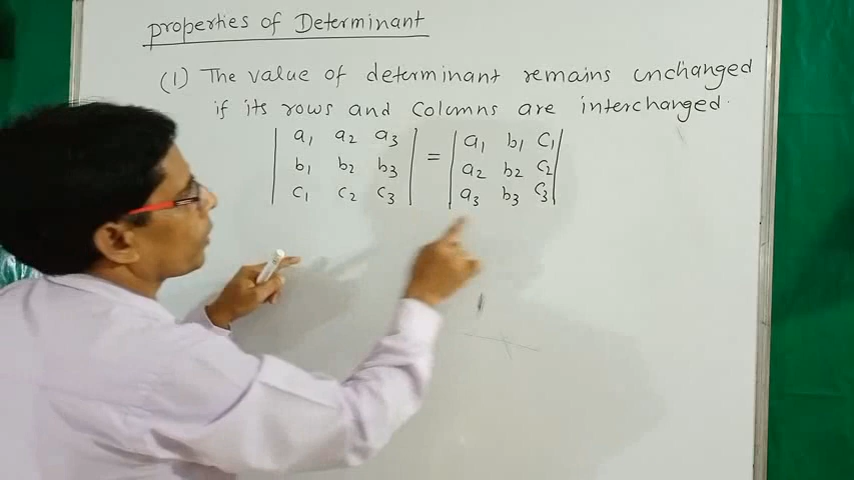 properties of Determinant
(1) The value of determinant remains unchanged
if its rows and columns are interchanged.
| a₁ a₂ a₃ | | a₁ b₁ c₁ |
| b₁ b₂ b₃ | = | a₂ b₂ c₂ |
| c₁ c₂ c₃ | | a₃ b₃ c₃ |